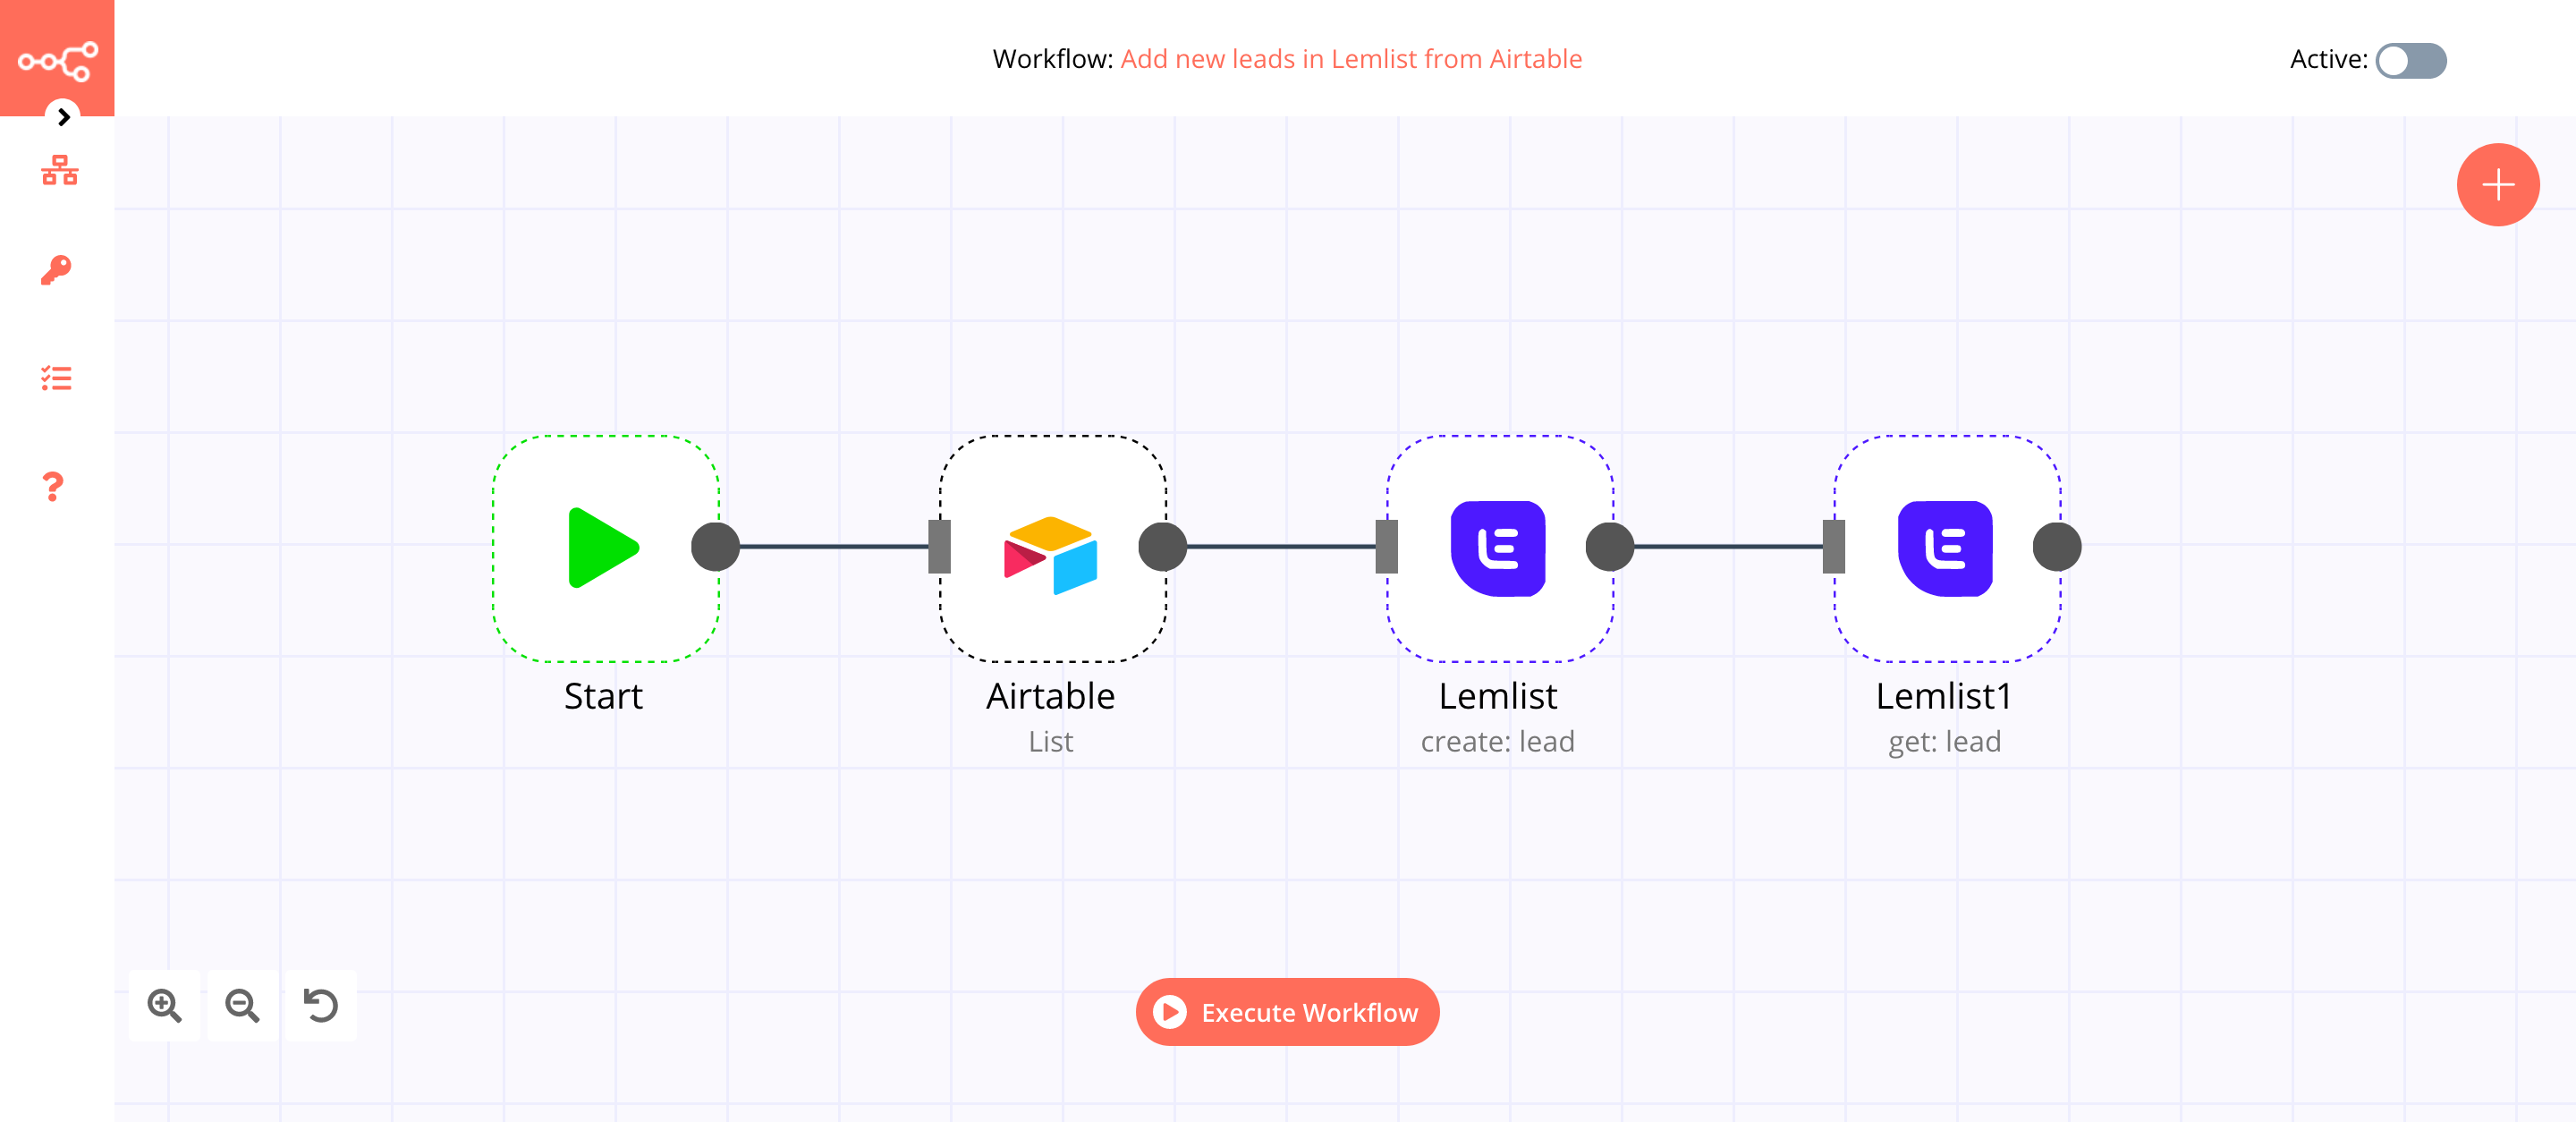 Workflow: Add new leads in Lemlist from Airtable
Active:
Start
Airtable
List
Lemlist
create: lead
Lemlist1
get: lead
Execute Workflow